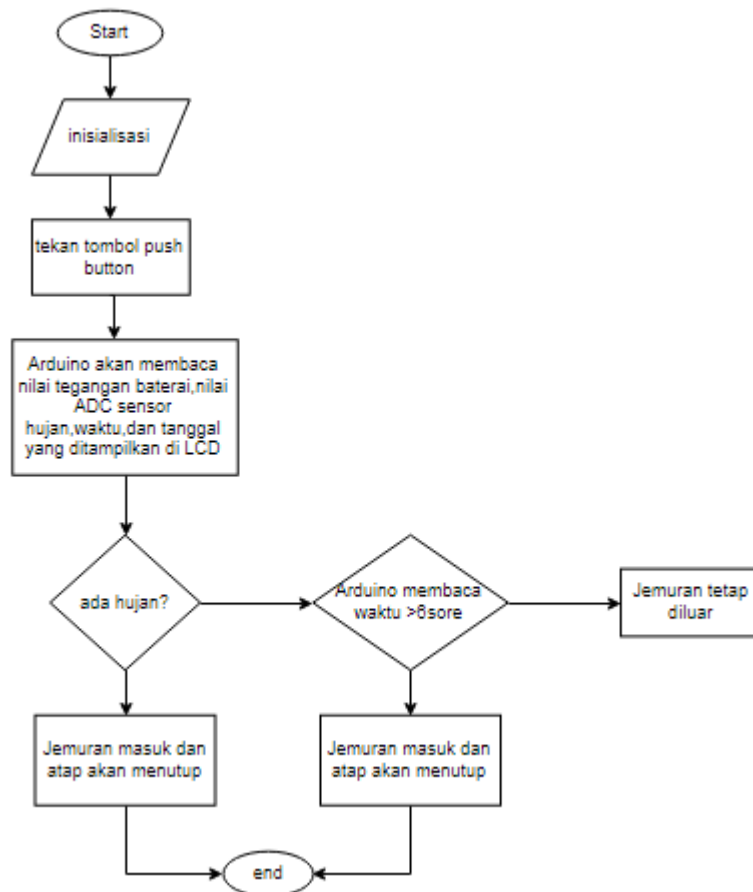 Start
inisialisasi
tekan tombol push
button
Arduino akan membaca
nilai tegangan baterai,nilai
ADC sensor
hujan,waktu,dan tanggal
yang ditampilkan di LCD
ada hujan?
Arduino membaca
waktu >6sore
Jemuran tetap
diluar
Jemuran masuk dan
atap akan menutup
Jemuran masuk dan
atap akan menutup
end